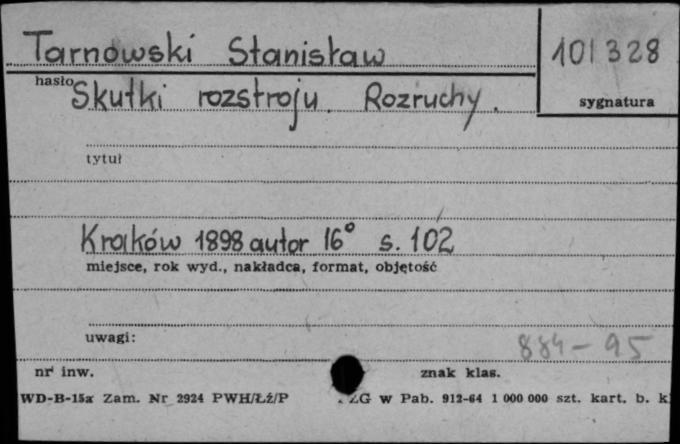 Tarnowski Stanisław
101328
hasło
sygnatura
Skutki rozstroju. Rozruchy.
tytuł
Kraków 1898 autor 16° s. 102
miejsce, rok wyd., nakładca, format, objętość
uwagi:
884-95
nr inw.
znak klas.
WD-B-15a Zam. Nr 2924 PWH/Łź/P ZG w Pab. 912-64 1 000 000 szt. kart. b. k